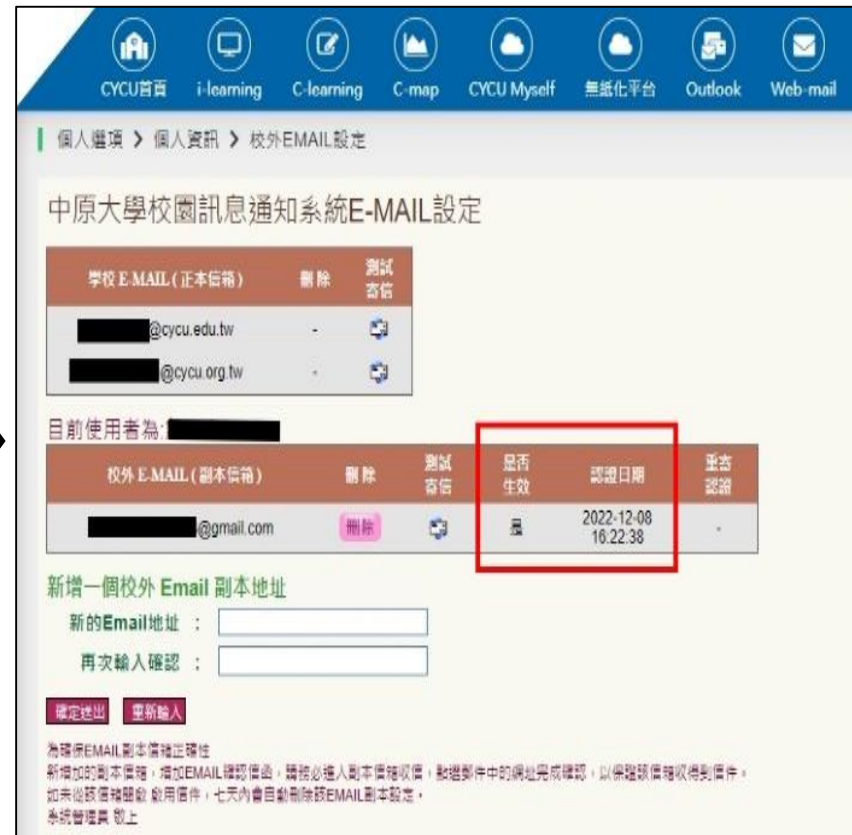 CYCU首頁 i-learning C-learning C-map CYCU Myself 無紙化平台 Outlook Web-mail
個人選項 > 個人資訊 > 校外EMAIL設定
中原大學校園訊息通知系統E-MAIL設定
學校 E-MAIL (正本信箱) 刪除 測試寄信
@cycu.edu.tw -
@cycu.org.tw -
目前使用者為:
校外 E-MAIL (副本信箱) 刪除 測試寄信 是否生效 認證日期 重寄認證
@gmail.com 刪除 是 2022-12-08 16:22:38 -
新增一個校外 Email 副本地址
新的Email地址 :
再次輸入確認 :
確定送出 重新輸入
為確保EMAIL副本信箱正確性
新增加的副本信箱,增加EMAIL確認信函,請務必進入副本信箱收信,點選郵件中的網址完成確認,以保證該信箱收得到信件。
如未從該信箱開啟 啟用信件,七天內會自動刪除該EMAIL副本設定。
系統管理員 敬上